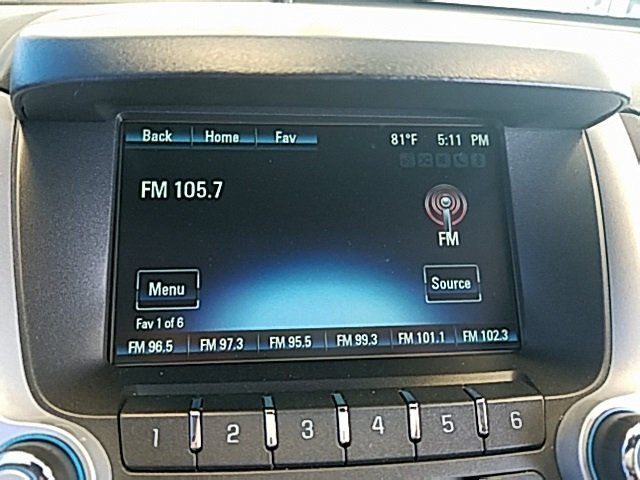 Back Home Fav 81°F 5:11 PM
FM 105.7
FM
Menu Source
Fav 1 of 6
FM 96.5 FM 97.3 FM 95.5 FM 99.3 FM 101.1 FM 102.3
1 2 3 4 5 6